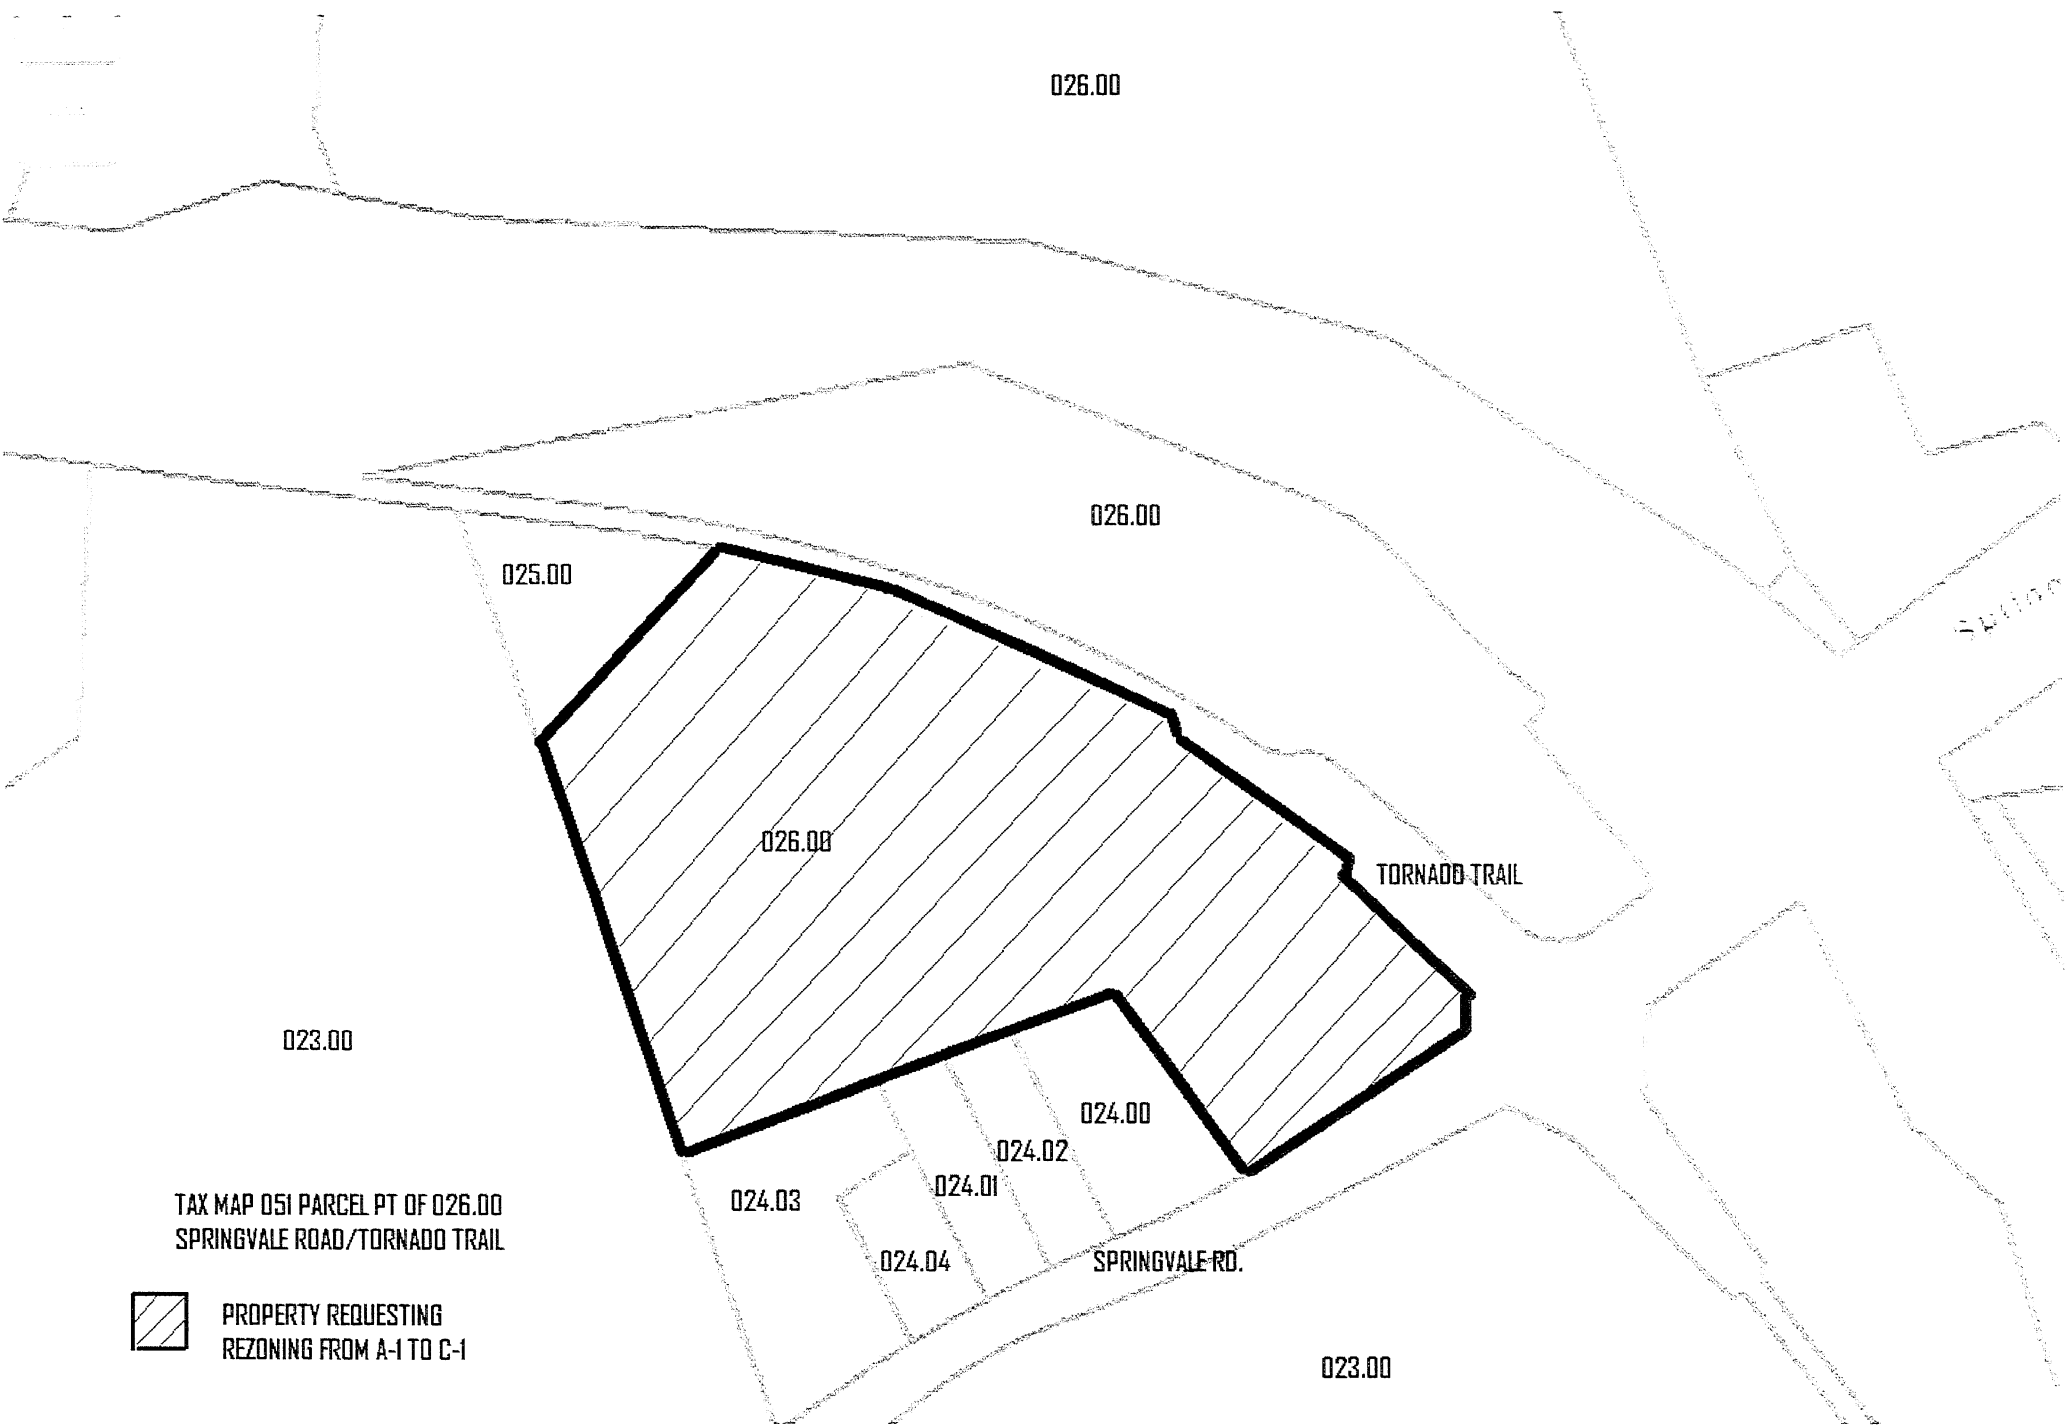 026.00
026.00
025.00
026.00
TORNADO TRAIL
023.00
024.00
024.02
024.01
024.03
024.04
SPRINGVALE RD.
023.00
TAX MAP 051 PARCEL PT OF 026.00
SPRINGVALE ROAD/TORNADO TRAIL
PROPERTY REQUESTING
REZONING FROM A-1 TO C-1